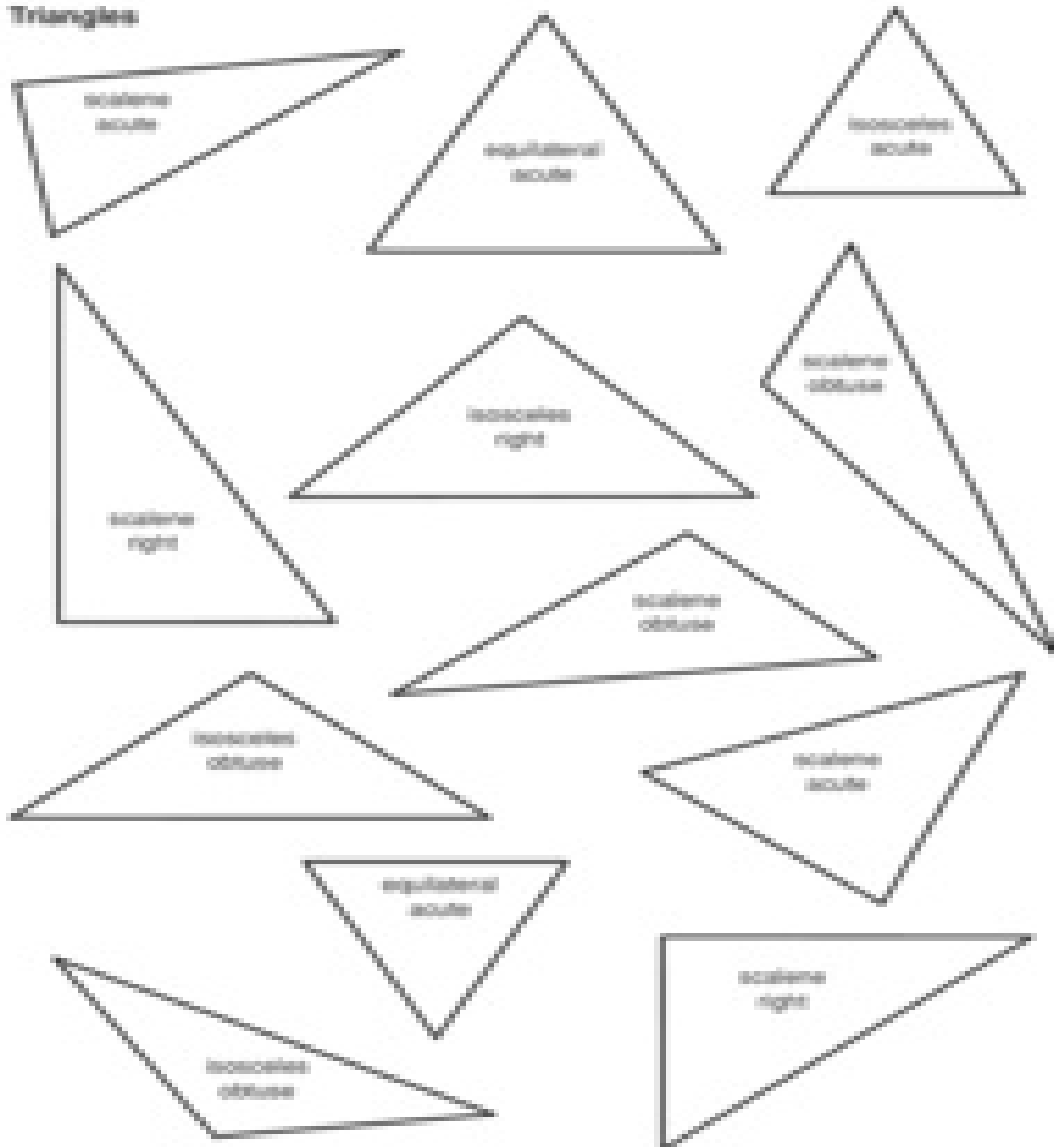 Triangles
scalene
acute
equilateral
acute
isosceles
acute
scalene
right
isosceles
right
scalene
obtuse
scalene
obtuse
isosceles
obtuse
scalene
acute
equilateral
acute
isosceles
obtuse
scalene
right